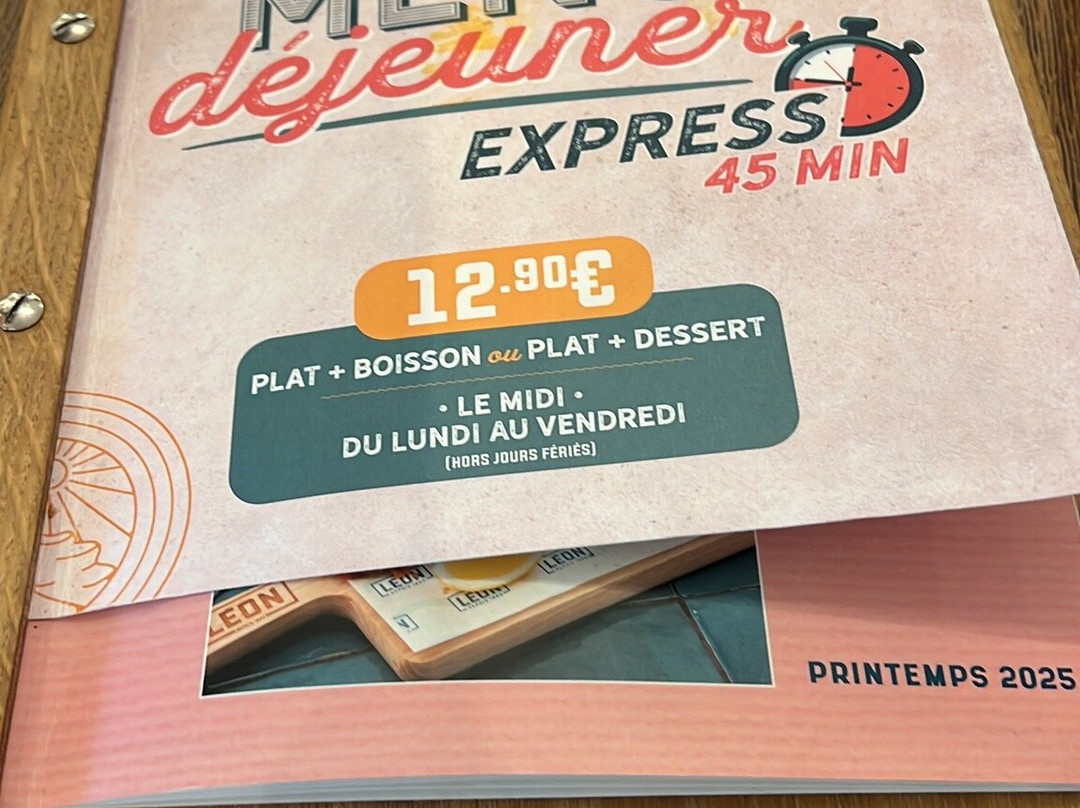 MENU
déjeuner
EXPRESS
45 MIN
12.90€
PLAT + BOISSON ou PLAT + DESSERT
• LE MIDI •
DU LUNDI AU VENDREDI
(HORS JOURS FÉRIÉS)
LEON
LEON
LEON
LEON
PRINTEMPS 2025